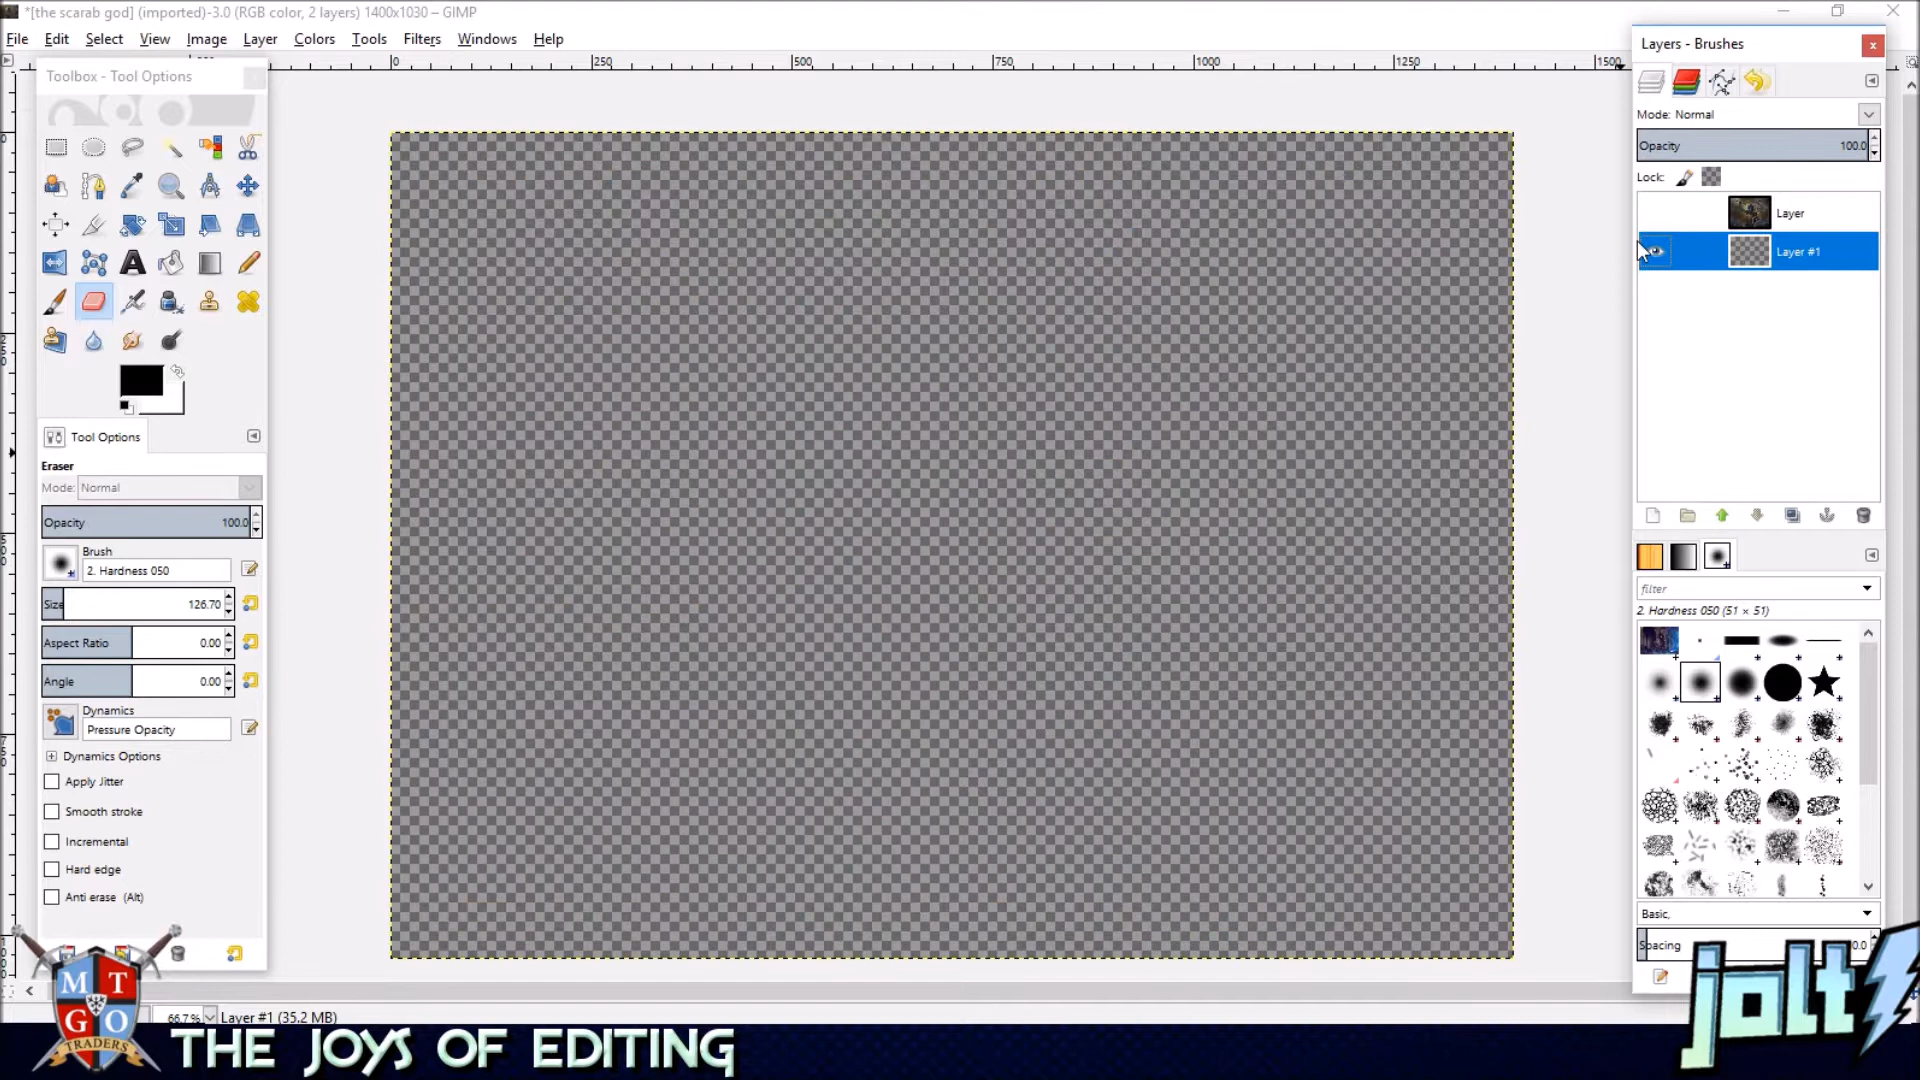 *[the scarab god] (imported)-3.0 (RGB color, 2 layers) 1400x1030 – GIMP
File Edit Select View Image Layer Colors Tools Filters Windows Help
0 250 500 750 1000 1250 1500
Toolbox - Tool Options
Tool Options
Eraser
Mode: Normal
Opacity 100.0
Brush
2. Hardness 050
Size 126.70
Aspect Ratio 0.00
Angle 0.00
Dynamics
Pressure Opacity
Dynamics Options
Apply Jitter
Smooth stroke
Incremental
Hard edge
Anti erase (Alt)
Layers - Brushes
Mode: Normal
Opacity 100.0
Lock:
Layer
Layer #1
filter
2. Hardness 050 (51 × 51)
Basic,
Spacing
66.7% Layer #1 (35.2 MB)
MT
GO
TRADERS
THE JOYS OF EDITING
jolt